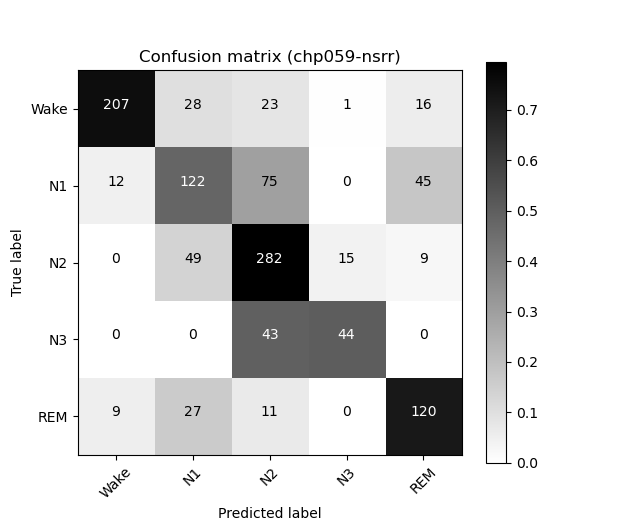 Confusion matrix (chp059-nsrr)
True label
Wake 207 28 23 1 16
N1 12 122 75 0 45
N2 0 49 282 15 9
N3 0 0 43 44 0
REM 9 27 11 0 120
Wake N1 N2 N3 REM
Predicted label
0.7
0.6
0.5
0.4
0.3
0.2
0.1
0.0